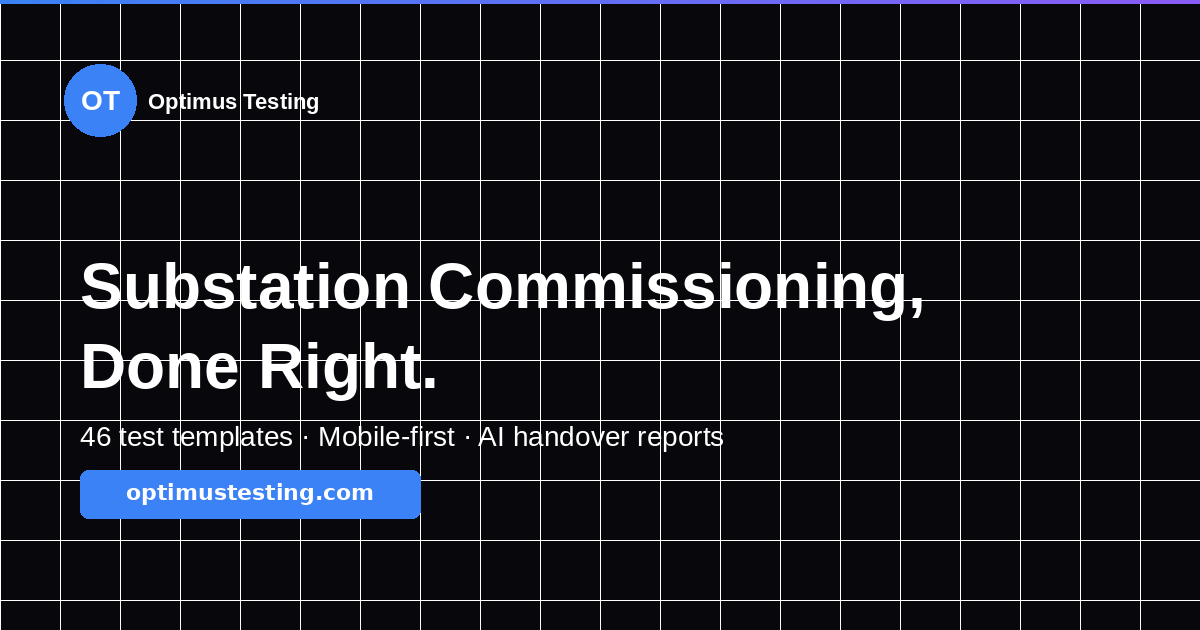 OT
Optimus Testing
Substation Commissioning,
Done Right.
46 test templates · Mobile-first · AI handover reports
optimustesting.com